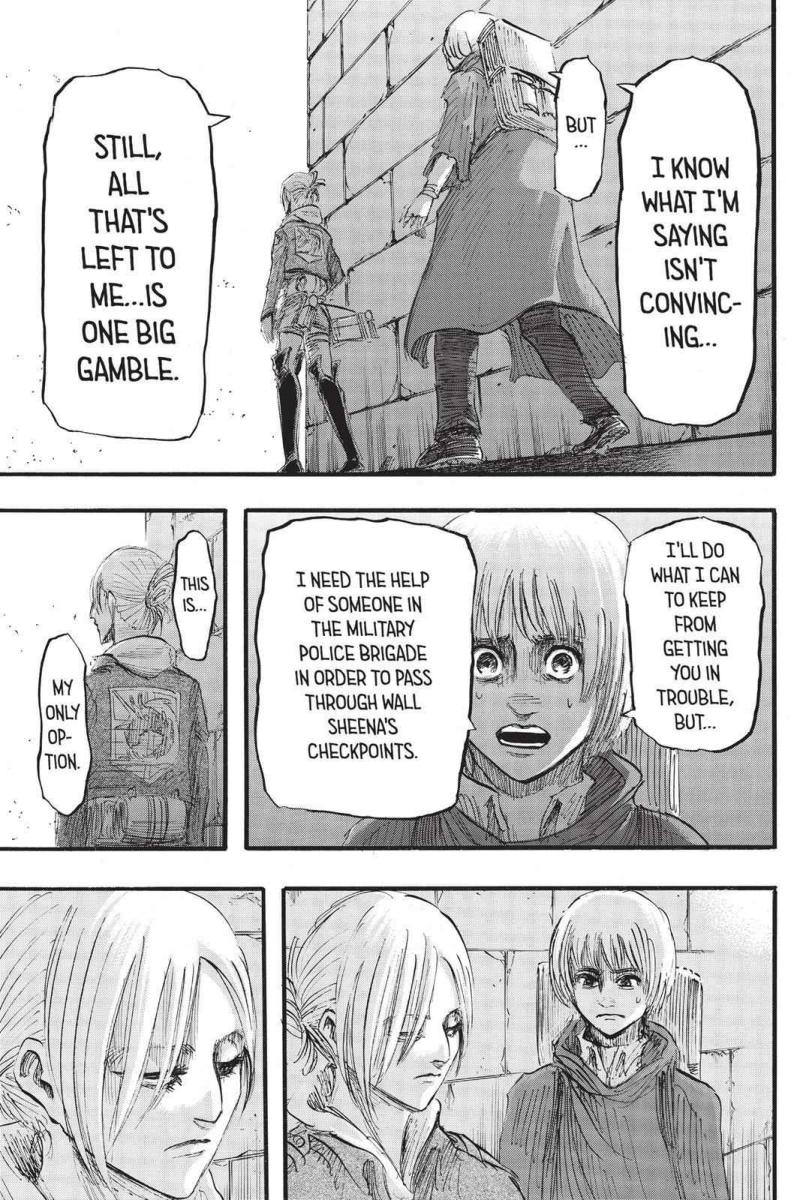 I KNOW
WHAT I'M
SAYING
ISN'T
CONVINC-
ING...
BUT
...
STILL,
ALL
THAT'S
LEFT TO
ME...IS
ONE BIG
GAMBLE.
I'LL DO
WHAT I CAN
TO KEEP
FROM
GETTING
YOU IN
TROUBLE,
BUT...
I NEED THE HELP
OF SOMEONE IN
THE MILITARY
POLICE BRIGADE
IN ORDER TO PASS
THROUGH WALL
SHEENA'S
CHECKPOINTS.
THIS
IS...
MY
ONLY
OP-
TION.